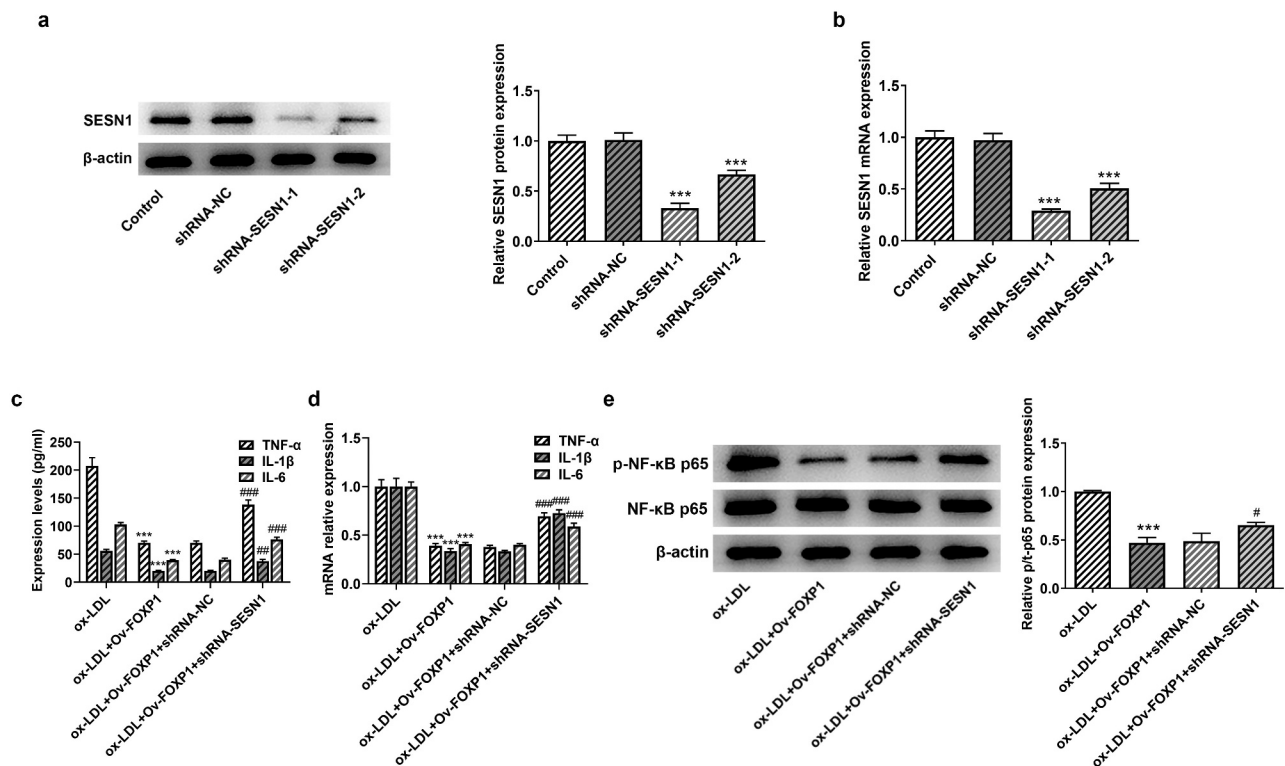 a
SESN1
β-actin
Control
shRNA-NC
shRNA-SESN1-1
shRNA-SESN1-2
Relative SESN1 protein expression
1.5
1.0
0.5
0.0
***
***
Control
shRNA-NC
shRNA-SESN1-1
shRNA-SESN1-2
b
Relative SESN1 mRNA expression
1.5
1.0
0.5
0.0
***
***
Control
shRNA-NC
shRNA-SESN1-1
shRNA-SESN1-2
c
Expression levels (pg/ml)
250
200
150
100
50
0
TNF-α
IL-1β
IL-6
***
***
***
###
##
###
ox-LDL
ox-LDL+Ov-FOXP1
ox-LDL+Ov-FOXP1+shRNA-NC
ox-LDL+Ov-FOXP1+shRNA-SESN1
d
mRNA relative expression
1.5
1.0
0.5
0.0
TNF-α
IL-1β
IL-6
***
***
***
###
###
###
ox-LDL
ox-LDL+Ov-FOXP1
ox-LDL+Ov-FOXP1+shRNA-NC
ox-LDL+Ov-FOXP1+shRNA-SESN1
e
p-NF-κB p65
NF-κB p65
β-actin
ox-LDL
ox-LDL+Ov-FOXP1
ox-LDL+Ov-FOXP1+shRNA-NC
ox-LDL+Ov-FOXP1+shRNA-SESN1
Relative p/t-p65 protein expression
1.5
1.0
0.5
0.0
***
#
ox-LDL
ox-LDL+Ov-FOXP1
ox-LDL+Ov-FOXP1+shRNA-NC
ox-LDL+Ov-FOXP1+shRNA-SESN1